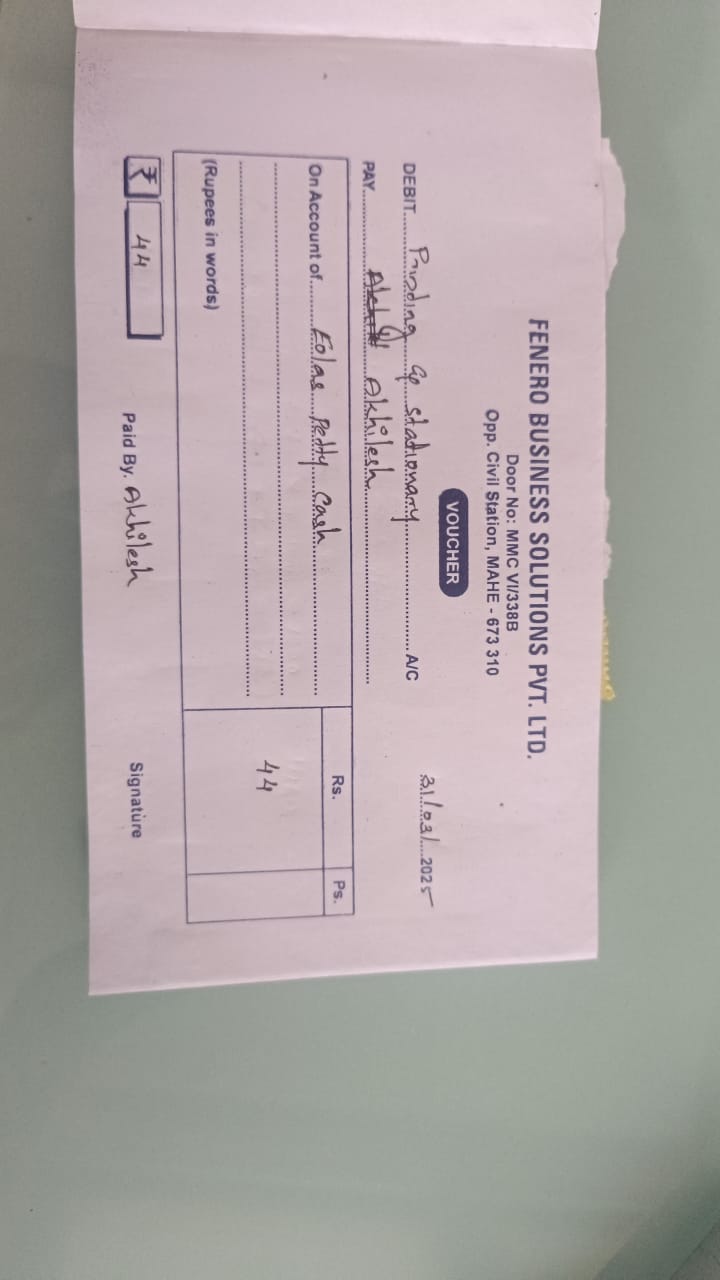 FENERO BUSINESS SOLUTIONS PVT. LTD.
Door No: MMC VI/338B
Opp. Civil Station, MAHE - 673 310
VOUCHER
31/03/2025
DEBIT Printing & stationary A/C
PAY Akhilesh
Rs. Ps.
On Account of Petty Cash
44
(Rupees in words)
₹ 44 Paid By. Akhilesh Signature